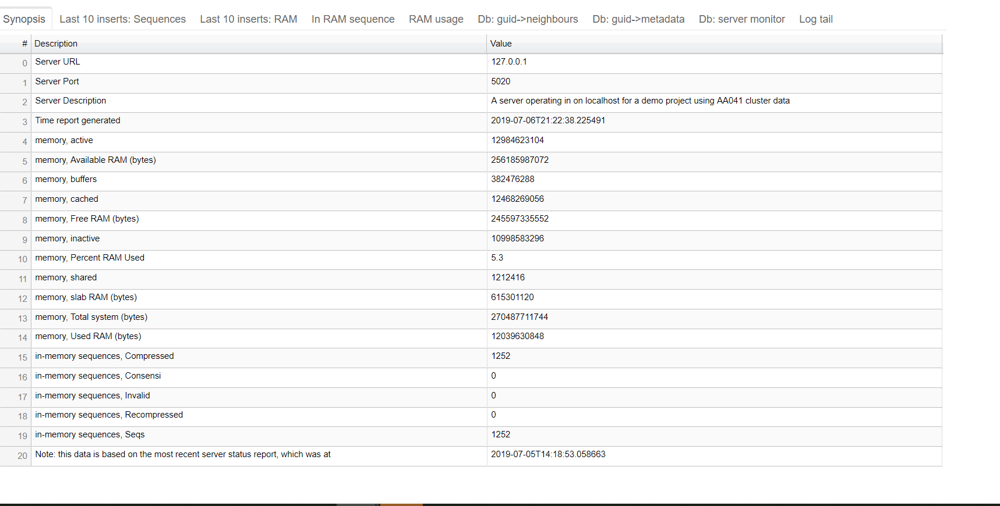 Synopsis Last 10 inserts: Sequences Last 10 inserts: RAM In RAM sequence RAM usage Db: guid->neighbours Db: guid->metadata Db: server monitor Log tail
# Description Value
0 Server URL 127.0.0.1
1 Server Port 5020
2 Server Description A server operating in on localhost for a demo project using AA041 cluster data
3 Time report generated 2019-07-06T21:22:38.225491
4 memory, active 12984623104
5 memory, Available RAM (bytes) 256185987072
6 memory, buffers 382476288
7 memory, cached 12468269056
8 memory, Free RAM (bytes) 245597335552
9 memory, inactive 10998583296
10 memory, Percent RAM Used 5.3
11 memory, shared 1212416
12 memory, slab RAM (bytes) 615301120
13 memory, Total system (bytes) 270487711744
14 memory, Used RAM (bytes) 12039630848
15 in-memory sequences, Compressed 1252
16 in-memory sequences, Consensi 0
17 in-memory sequences, Invalid 0
18 in-memory sequences, Recompressed 0
19 in-memory sequences, Seqs 1252
20 Note: this data is based on the most recent server status report, which was at 2019-07-05T14:18:53.058663